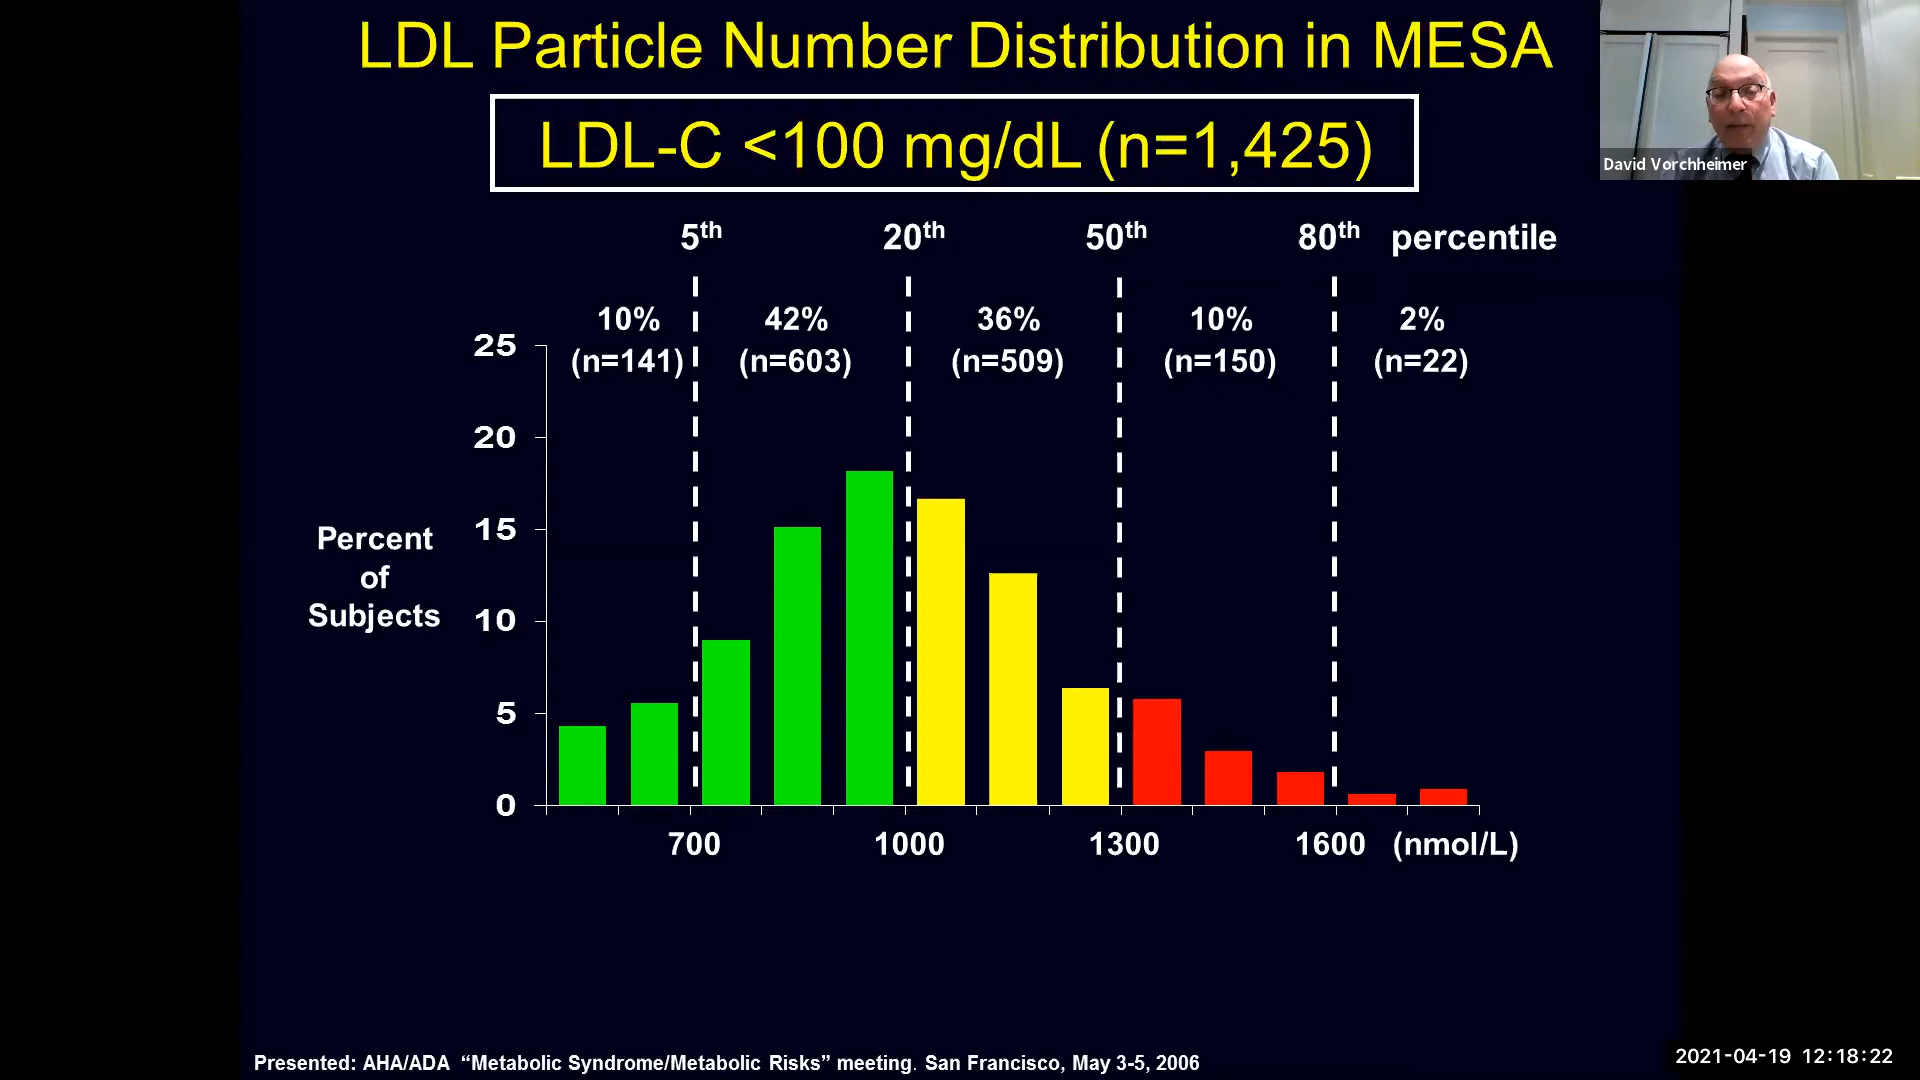 LDL Particle Number Distribution in MESA
LDL-C <100 mg/dL (n=1,425)
David Vorchheimer
5th 20th 50th 80th percentile
10% 42% 36% 10% 2%
(n=141) (n=603) (n=509) (n=150) (n=22)
25
20
15
10
5
0
Percent
of
Subjects
700 1000 1300 1600 (nmol/L)
Presented: AHA/ADA “Metabolic Syndrome/Metabolic Risks” meeting. San Francisco, May 3-5, 2006
2021-04-19 12:18:22